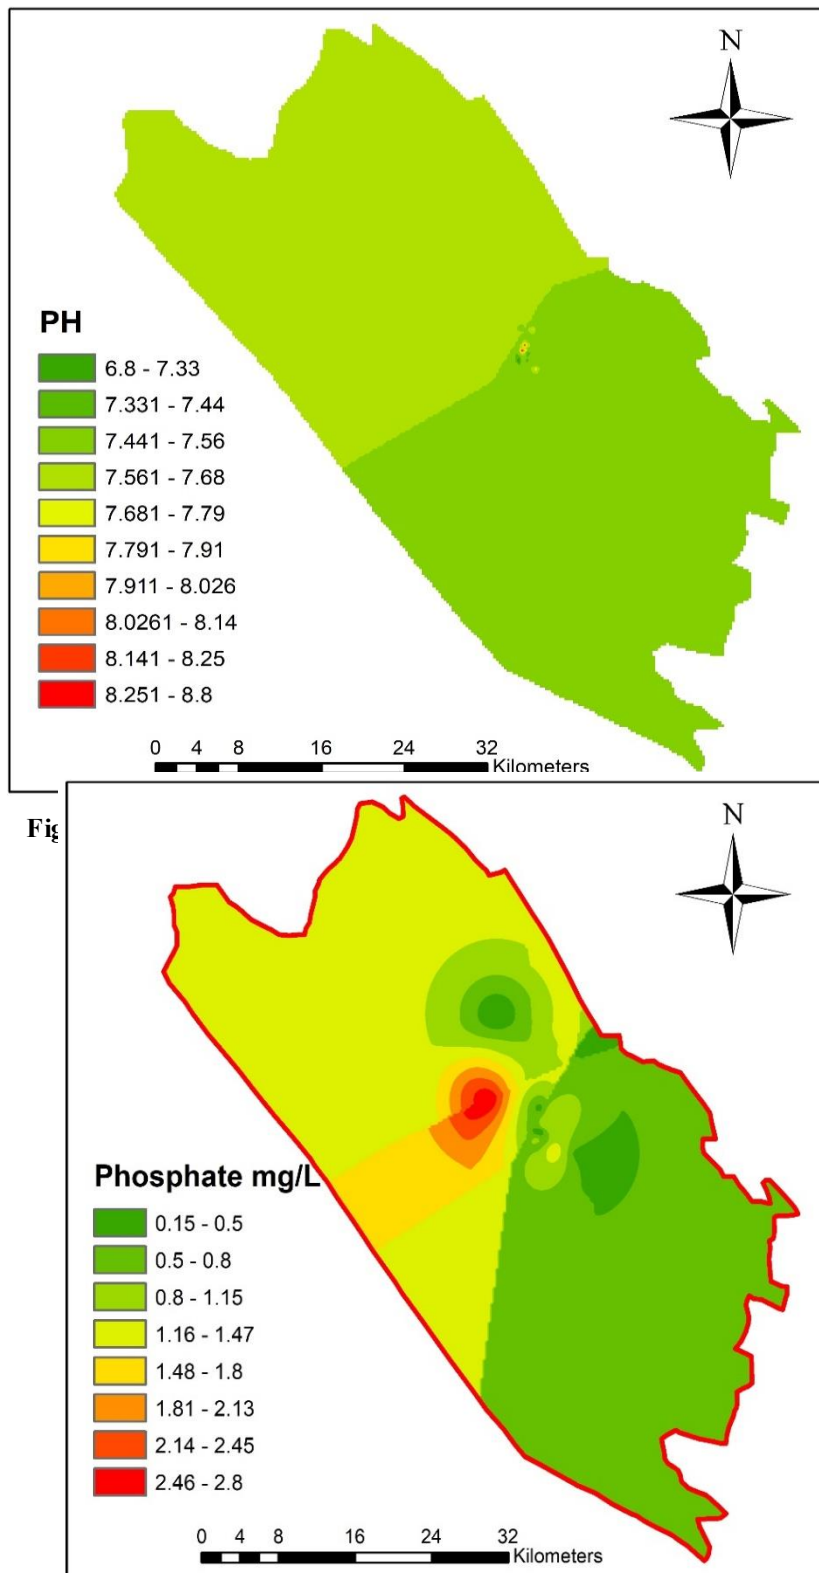 N
PH
6.8 - 7.33
7.331 - 7.44
7.441 - 7.56
7.561 - 7.68
7.681 - 7.79
7.791 - 7.91
7.911 - 8.026
8.0261 - 8.14
8.141 - 8.25
8.251 - 8.8
0 4 8 16 24 32
Kilometers
Fig
N
Phosphate mg/L
0.15 - 0.5
0.5 - 0.8
0.8 - 1.15
1.16 - 1.47
1.48 - 1.8
1.81 - 2.13
2.14 - 2.45
2.46 - 2.8
0 4 8 16 24 32
Kilometers